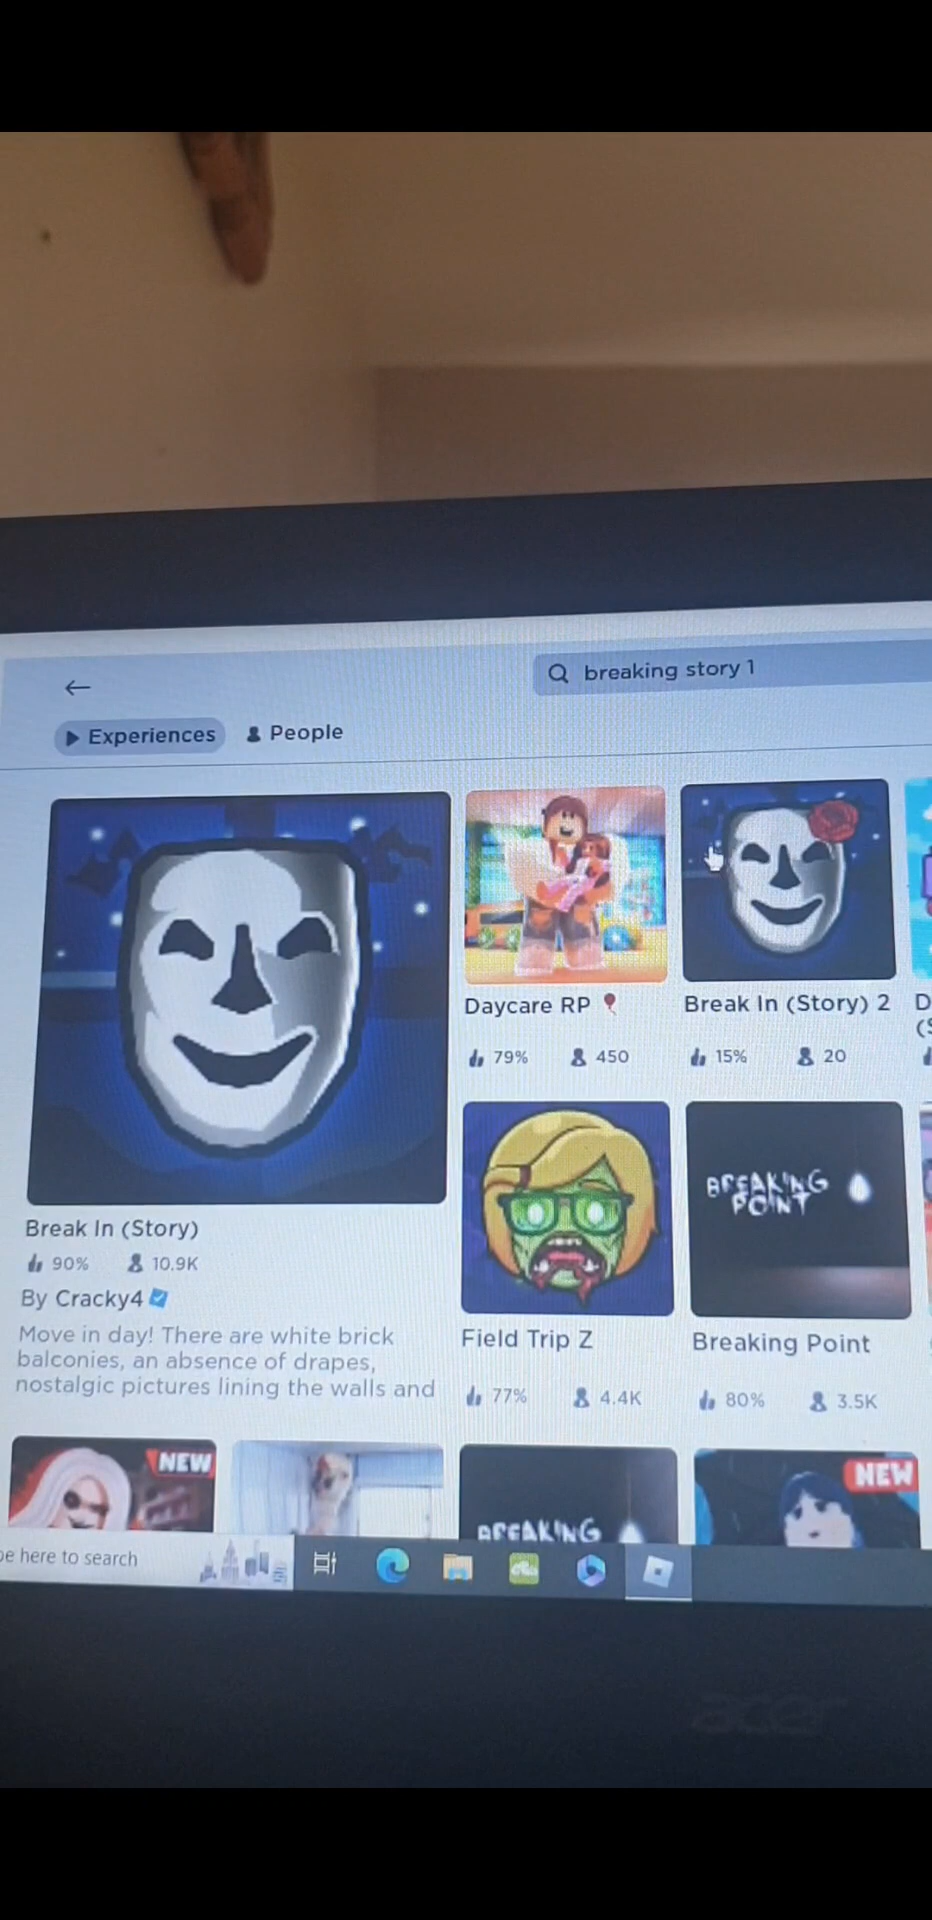 breaking story 1
Experiences
People
Daycare RP
79% 450
Break In (Story) 2
15% 20
Break In (Story)
90% 10.9K
By Cracky4
Move in day! There are white brick
balconies, an absence of drapes,
nostalgic pictures lining the walls and
BREAKING
POINT
Field Trip Z
77% 4.4K
Breaking Point
80% 3.5K
NEW
BREAKING
NEW
pe here to search
acer